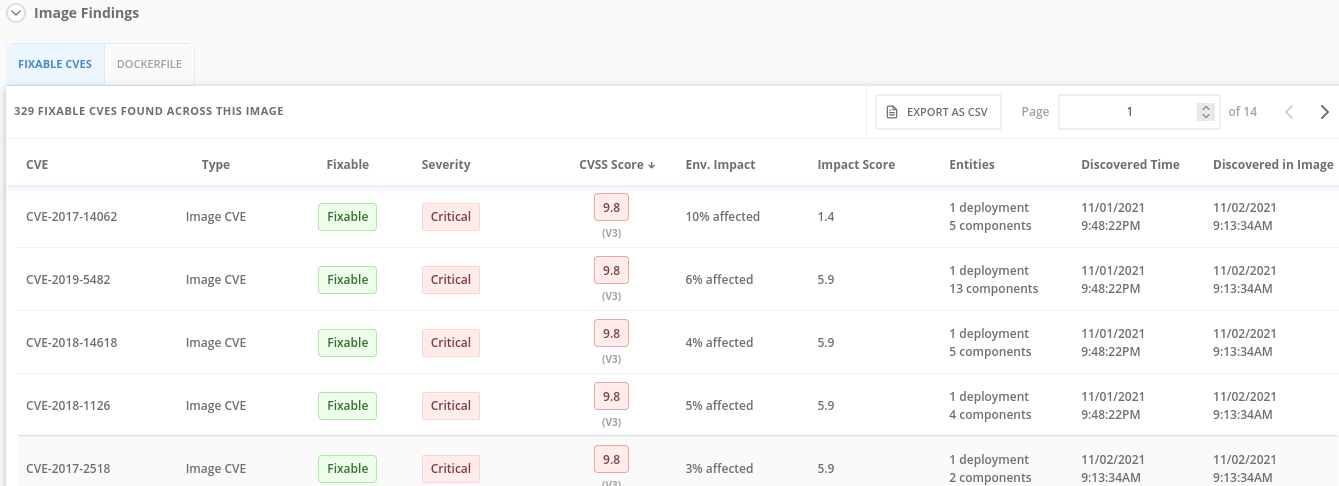 Image Findings
FIXABLE CVES DOCKERFILE
329 FIXABLE CVES FOUND ACROSS THIS IMAGE EXPORT AS CSV Page 1 of 14
CVE Type Fixable Severity CVSS Score Env. Impact Impact Score Entities Discovered Time Discovered in Image
CVE-2017-14062 Image CVE Fixable Critical 9.8 (V3) 10% affected 1.4 1 deployment 5 components 11/01/2021 9:48:22PM 11/02/2021 9:13:34AM
CVE-2019-5482 Image CVE Fixable Critical 9.8 (V3) 6% affected 5.9 1 deployment 13 components 11/01/2021 9:48:22PM 11/02/2021 9:13:34AM
CVE-2018-14618 Image CVE Fixable Critical 9.8 (V3) 4% affected 5.9 1 deployment 5 components 11/01/2021 9:48:22PM 11/02/2021 9:13:34AM
CVE-2018-1126 Image CVE Fixable Critical 9.8 (V3) 5% affected 5.9 1 deployment 4 components 11/01/2021 9:48:22PM 11/02/2021 9:13:34AM
CVE-2017-2518 Image CVE Fixable Critical 9.8 (V3) 3% affected 5.9 1 deployment 2 components 11/02/2021 9:13:34AM 11/02/2021 9:13:34AM